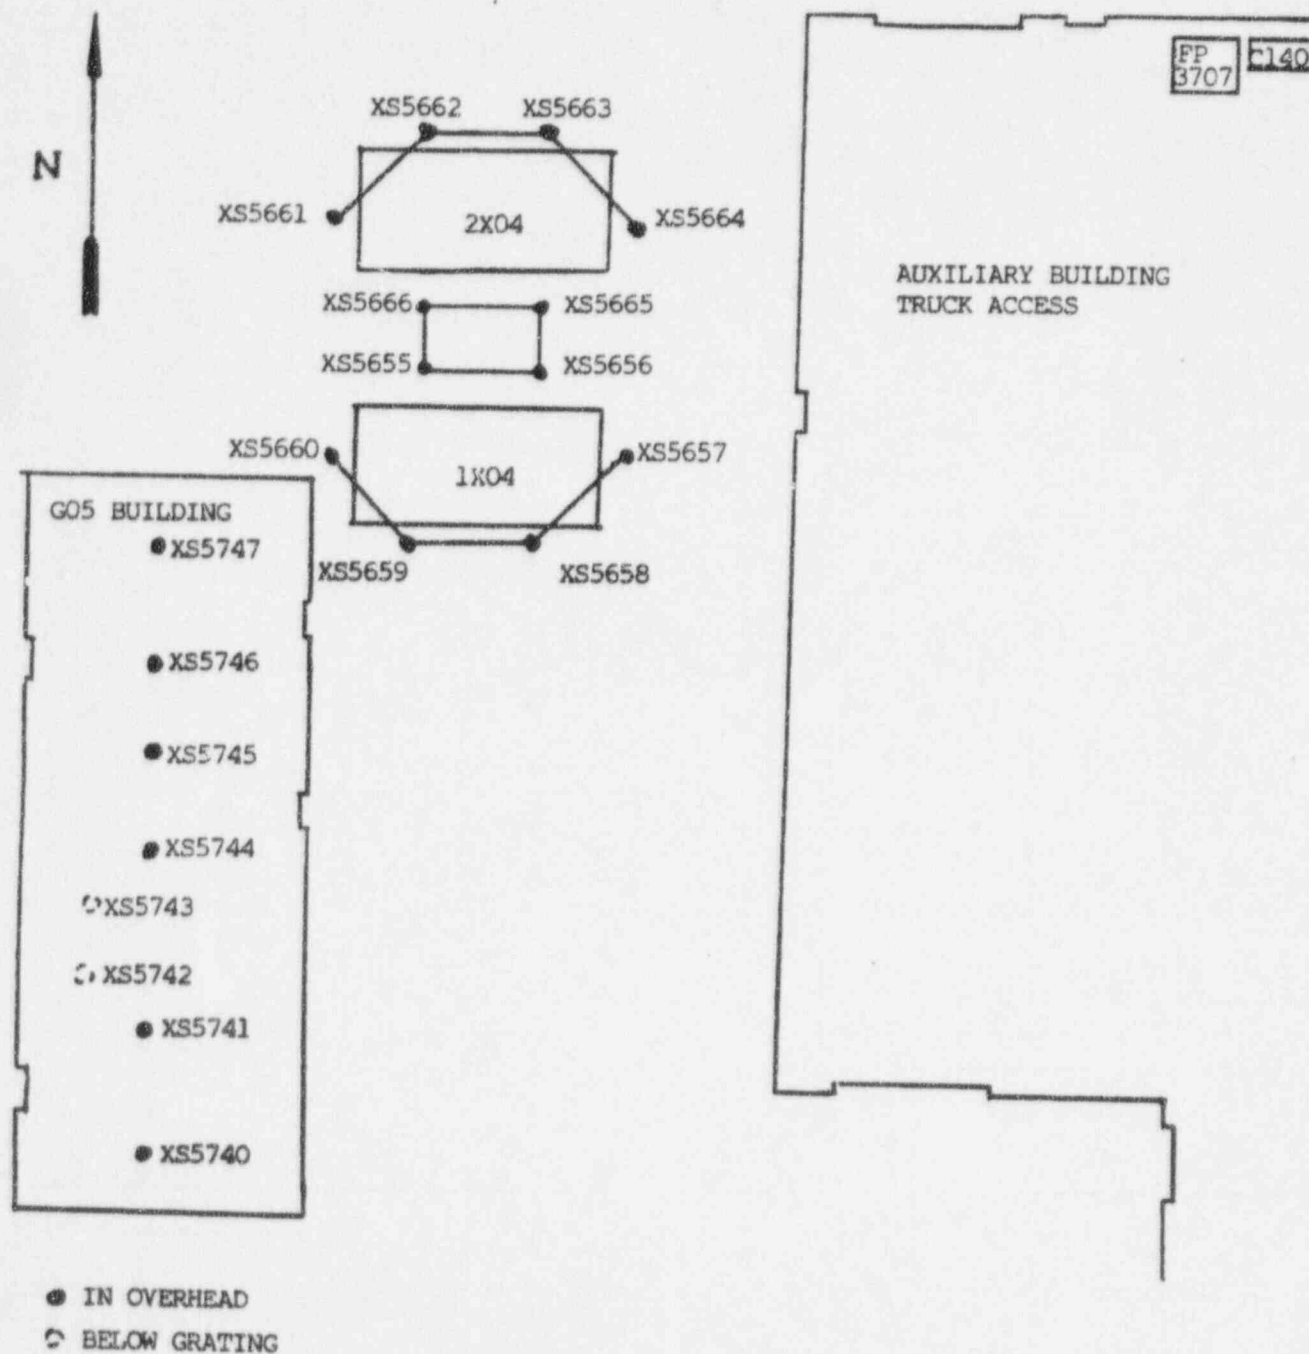 FP
3707
C140
XS5662
XS5663
N
XS5661
2X04
XS5664
AUXILIARY BUILDING
TRUCK ACCESS
XS5666
XS5665
XS5655
XS5656
XS5660
1X04
XS5657
G05 BUILDING
XS5747
XS5659
XS5658
XS5746
XS5745
XS5744
XS5743
XS5742
XS5741
XS5740
IN OVERHEAD
BELOW GRATING